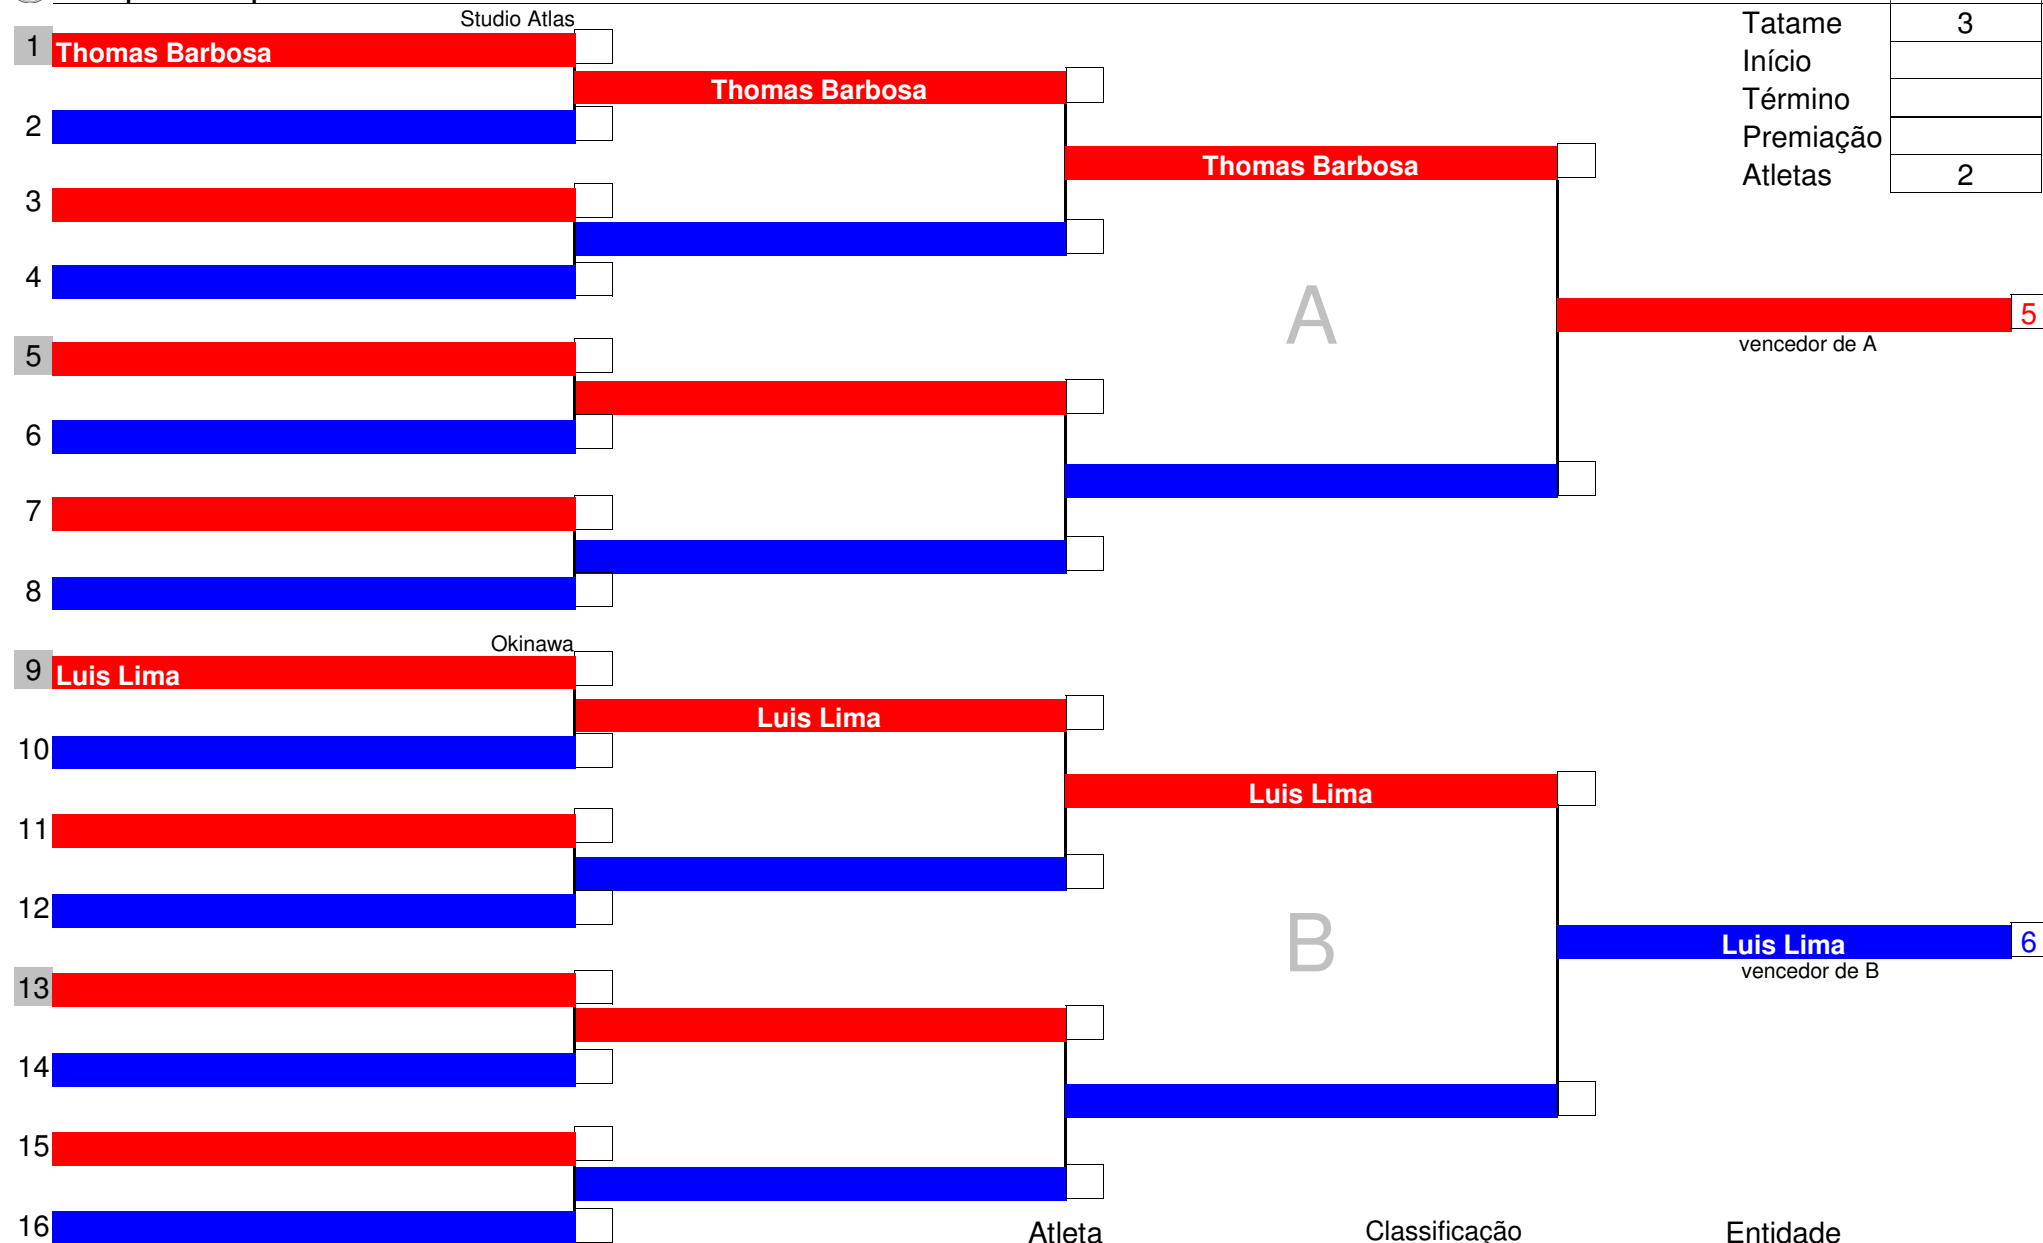 Studio Atlas
Tatame 3
1 Thomas Barbosa
Início
Thomas Barbosa
Término
2
Premiação
Thomas Barbosa
Atletas 2
3
4
A
5
vencedor de A
5
6
7
8
Okinawa
9 Luis Lima
Luis Lima
10
Luis Lima
11
12
B
Luis Lima 6
vencedor de B
13
14
15
16
Atleta Classificação Entidade